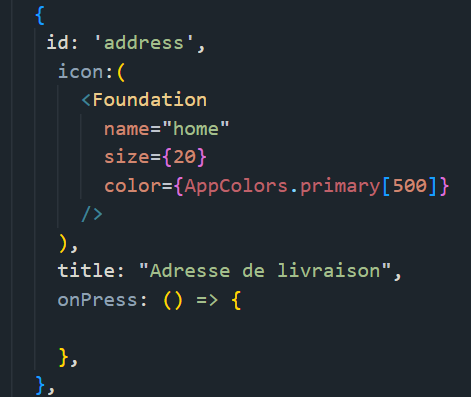 {
id: 'address',
icon:(
<Foundation
name="home"
size={20}
color={AppColors.primary[500]}
/>
),
title: "Adresse de livraison",
onPress: () => {
},
},